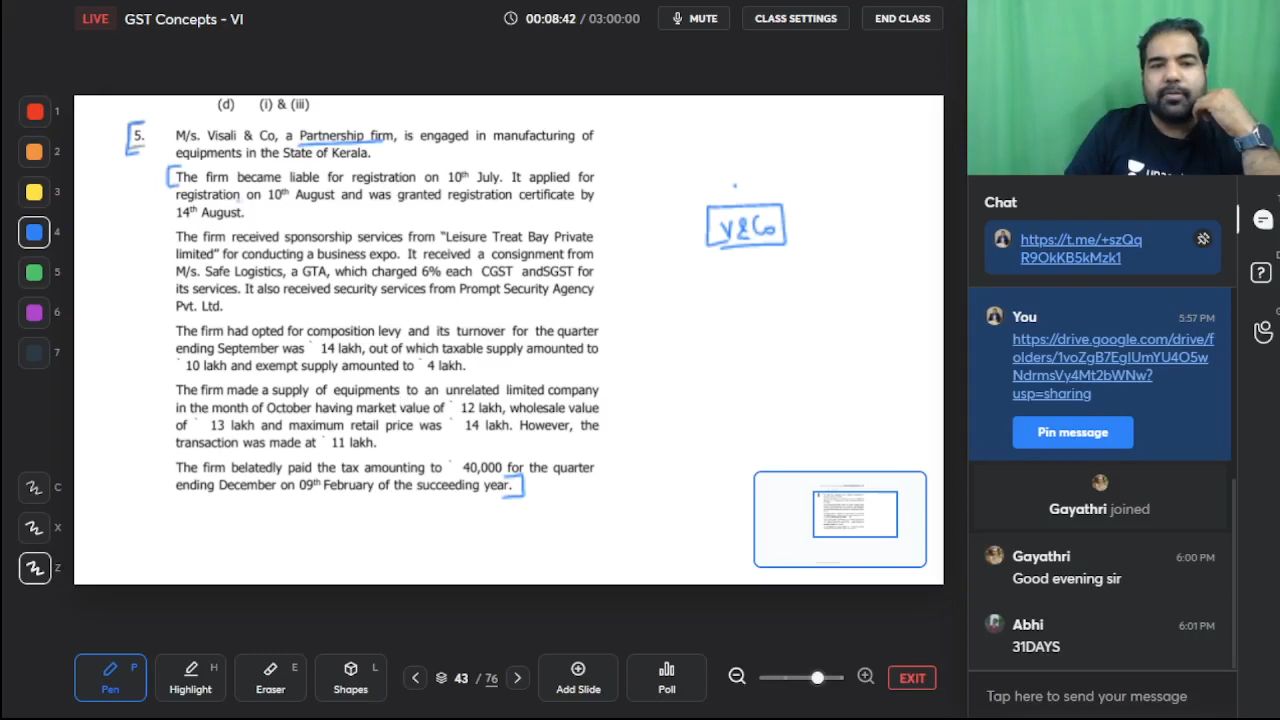 LIVE GST Concepts - VI
00:08:42 / 03:00:00 MUTE CLASS SETTINGS END CLASS
(d) (i) & (iii)
5. M/s. Visali & Co, a Partnership firm, is engaged in manufacturing of
equipments in the State of Kerala.
The firm became liable for registration on 10th July. It applied for
registration on 10th August and was granted registration certificate by
14th August.
The firm received sponsorship services from "Leisure Treat Bay Private
limited" for conducting a business expo. It received a consignment from
M/s. Safe Logistics, a GTA, which charged 6% each CGST andSGST for
its services. It also received security services from Prompt Security Agency
Pvt. Ltd.
The firm had opted for composition levy and its turnover for the quarter
ending September was ` 14 lakh, out of which taxable supply amounted to
` 10 lakh and exempt supply amounted to ` 4 lakh.
The firm made a supply of equipments to an unrelated limited company
in the month of October having market value of ` 12 lakh, wholesale value
of ` 13 lakh and maximum retail price was ` 14 lakh. However, the
transaction was made at ` 11 lakh.
The firm belatedly paid the tax amounting to ` 40,000 for the quarter
ending December on 09th February of the succeeding year.
V & Co
1
2
3
4
5
6
7
C
X
Z
Pen P
Highlight H
Eraser E
Shapes L
43 / 76
Add Slide
Poll
EXIT
Chat
https://t.me/+szQq
R9OkKB5kMzk1
You 5:57 PM
https://drive.google.com/drive/f
olders/1voZgB7EglUmYU4O5w
NdrmsVy4Mt2bWNw?
usp=sharing
Pin message
Gayathri joined
Gayathri 6:00 PM
Good evening sir
Abhi 6:01 PM
31DAYS
Tap here to send your message